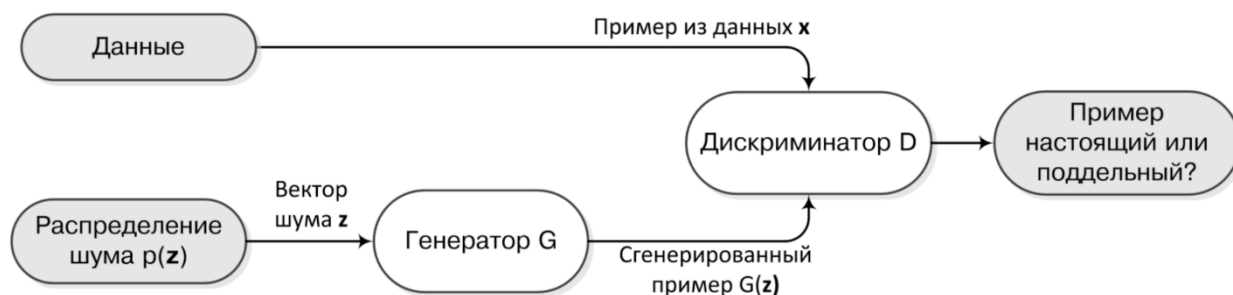 Данные
Пример из данных x
Дискриминатор D
Пример
настоящий или
поддельный?
Распределение
шума p(z)
Вектор
шума z
Генератор G
Сгенерированный
пример G(z)